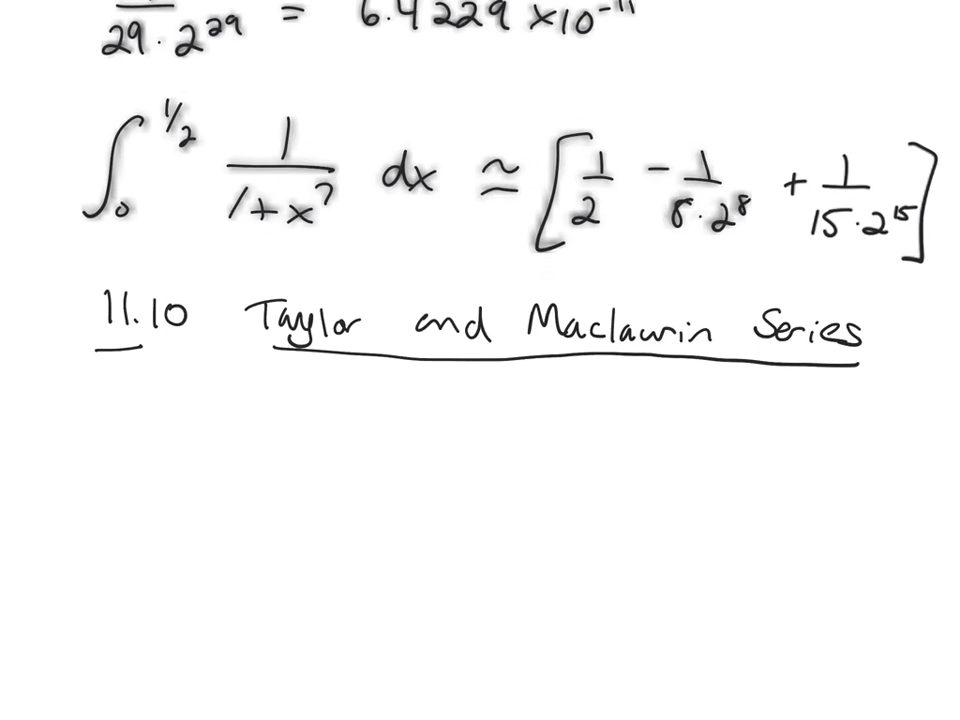 29 · 2^29 = 6.4229 ×10^-11
∫_0^1/2 1/(1+x^7) dx ≃ [1/2 - 1/(8·2^8) + 1/(15·2^15)]
11.10 Taylor and Maclaurin Series